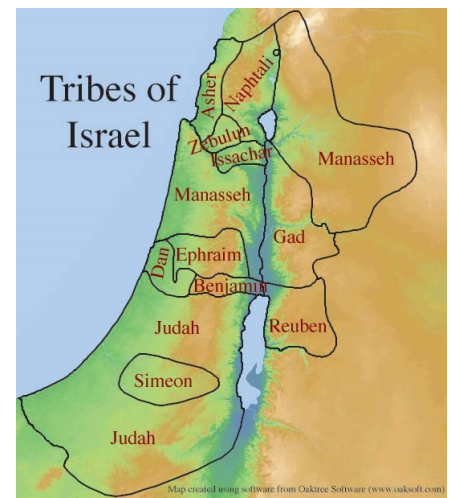 Tribes of
Israel
Asher
Naphtali
Zebulun
Issachar
Manasseh
Manasseh
Gad
Dan
Ephraim
Benjamin
Judah
Reuben
Simeon
Judah
Map created using software from Oaktree Software (www.oaksoft.com)